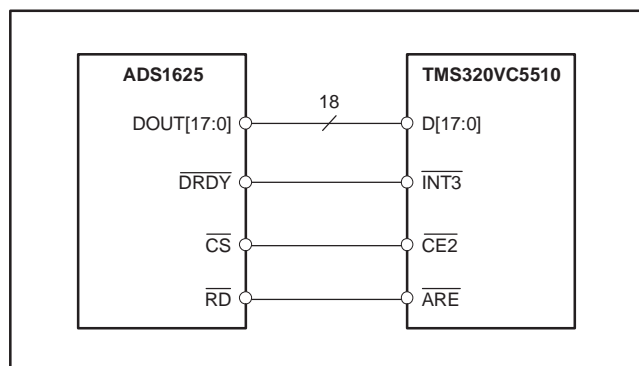 ADS1625 TMS320VC5510
18
DOUT[17:0] D[17:0]
DRDY INT3
CS CE2
RD ARE